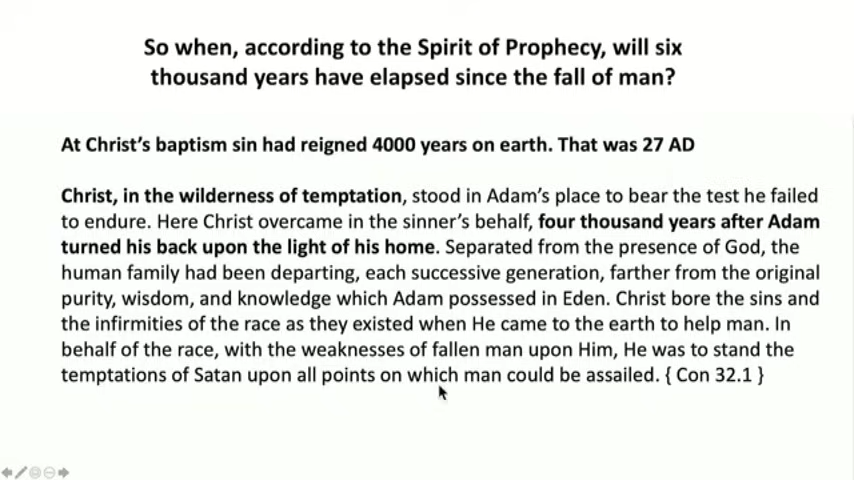 So when, according to the Spirit of Prophecy, will six
thousand years have elapsed since the fall of man?
At Christ's baptism sin had reigned 4000 years on earth. That was 27 AD
Christ, in the wilderness of temptation, stood in Adam's place to bear the test he failed
to endure. Here Christ overcame in the sinner's behalf, four thousand years after Adam
turned his back upon the light of his home. Separated from the presence of God, the
human family had been departing, each successive generation, farther from the original
purity, wisdom, and knowledge which Adam possessed in Eden. Christ bore the sins and
the infirmities of the race as they existed when He came to the earth to help man. In
behalf of the race, with the weaknesses of fallen man upon Him, He was to stand the
temptations of Satan upon all points on which man could be assailed. { Con 32.1 }